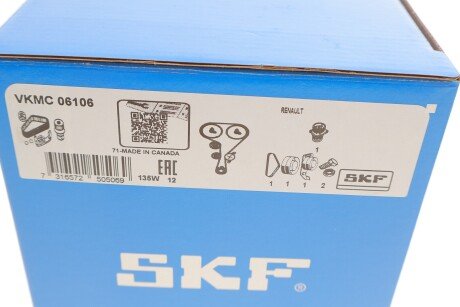 VKMC 06106
RENAULT
71-MADE IN CANADA
1
EAC
7 316572 505069
135W 12
1 1 1 2
SKF
SKF®